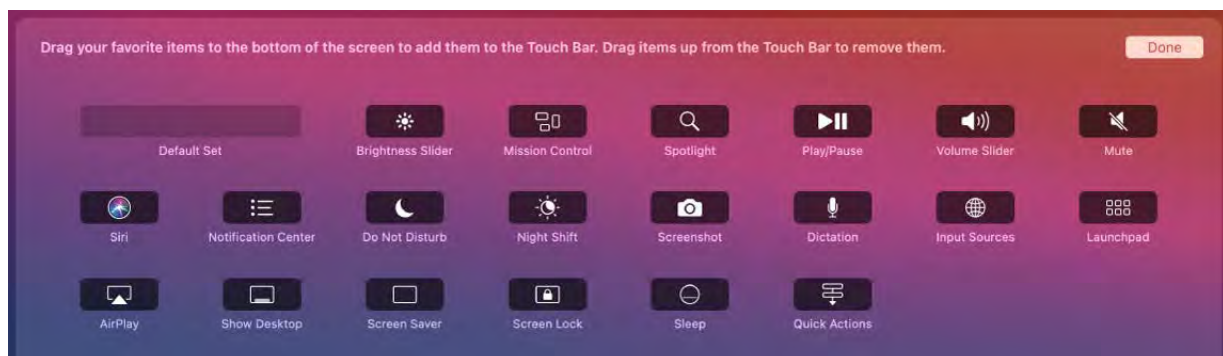 Drag your favorite items to the bottom of the screen to add them to the Touch Bar. Drag items up from the Touch Bar to remove them.
Done
Default Set
Brightness Slider
Mission Control
Spotlight
Play/Pause
Volume Slider
Mute
Siri
Notification Center
Do Not Disturb
Night Shift
Screenshot
Dictation
Input Sources
Launchpad
AirPlay
Show Desktop
Screen Saver
Screen Lock
Sleep
Quick Actions